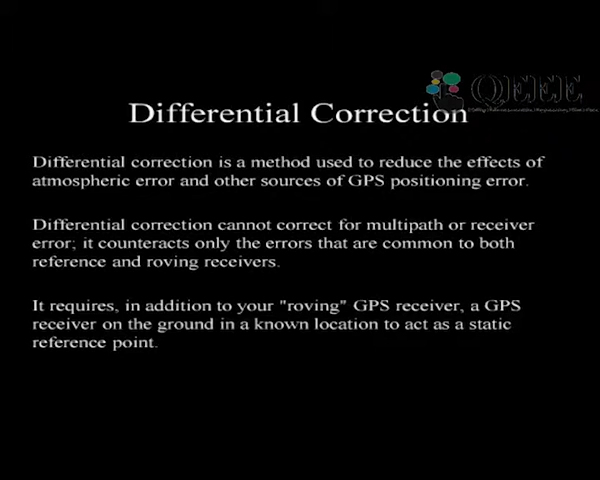 QEEE
Differential Correction
Differential correction is a method used to reduce the effects of
atmospheric error and other sources of GPS positioning error.
Differential correction cannot correct for multipath or receiver
error; it counteracts only the errors that are common to both
reference and roving receivers.
It requires, in addition to your "roving" GPS receiver, a GPS
receiver on the ground in a known location to act as a static
reference point.